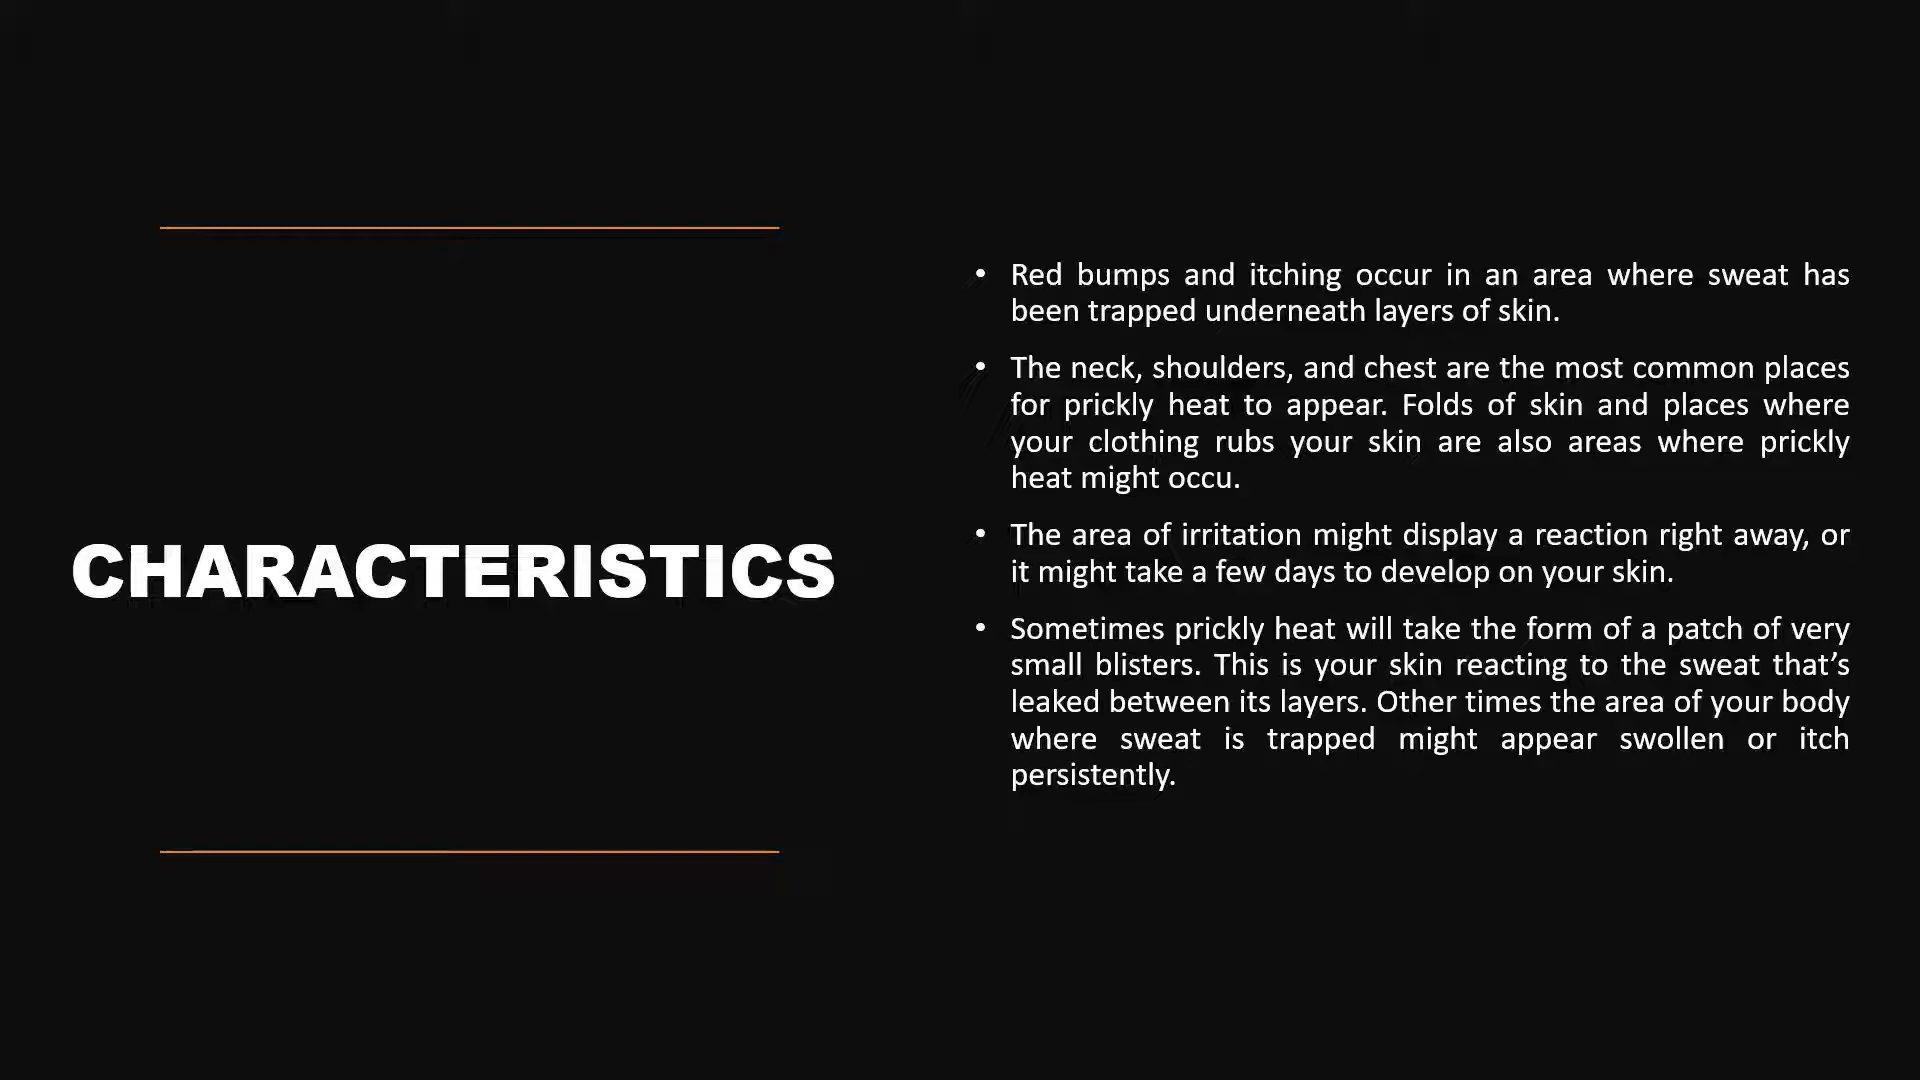 CHARACTERISTICS
• Red bumps and itching occur in an area where sweat has
been trapped underneath layers of skin.
• The neck, shoulders, and chest are the most common places
for prickly heat to appear. Folds of skin and places where
your clothing rubs your skin are also areas where prickly
heat might occu.
• The area of irritation might display a reaction right away, or
it might take a few days to develop on your skin.
• Sometimes prickly heat will take the form of a patch of very
small blisters. This is your skin reacting to the sweat that’s
leaked between its layers. Other times the area of your body
where sweat is trapped might appear swollen or itch
persistently.